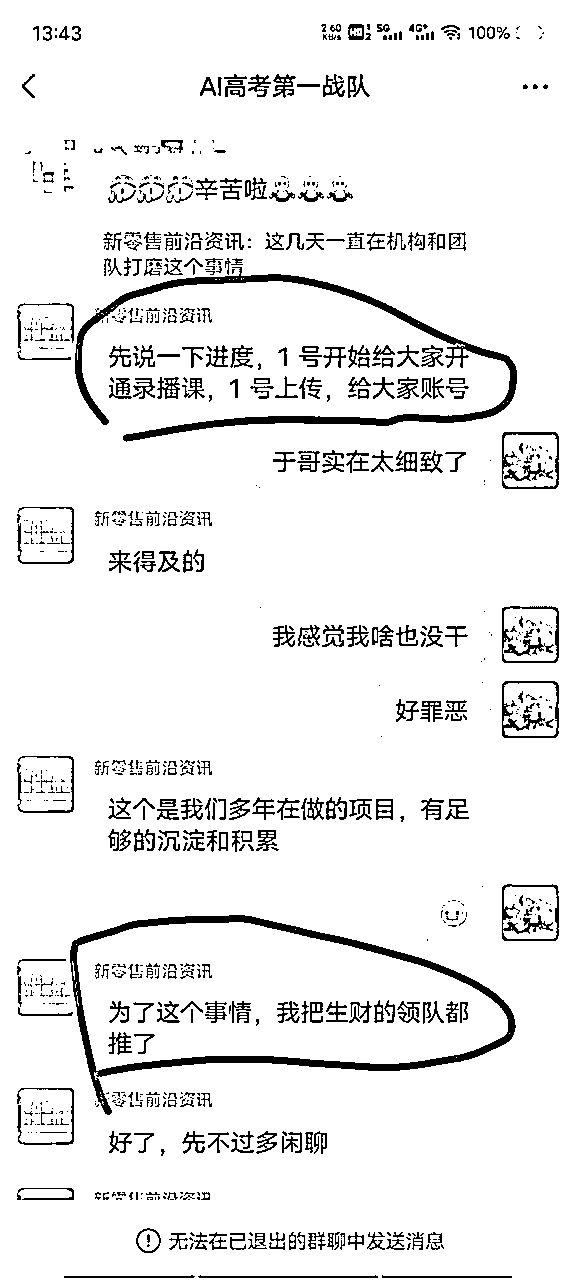 13:43
2.60 KB/s HD 1 2 5G 4G+ 100%
AI高考第一战队
辛苦啦
新零售前沿资讯：这几天一直在机构和团
队打磨这个事情
新零售前沿资讯
先说一下进度，1 号开始给大家开
通录播课，1 号上传，给大家账号
于哥实在太细致了
新零售前沿资讯
来得及的
我感觉我啥也没干
好罪恶
新零售前沿资讯
这个是我们多年在做的项目，有足
够的沉淀和积累
新零售前沿资讯
为了这个事情，我把生财的领队都
推了
新零售前沿资讯
好了，先不过多闲聊
新零售前沿资讯
无法在已退出的群聊中发送消息